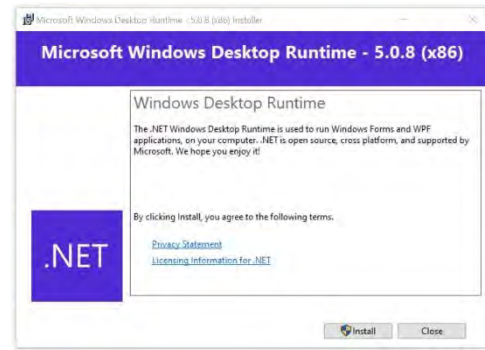 Microsoft Windows Desktop Runtime - 5.0.8 (x86) Installer
Microsoft Windows Desktop Runtime - 5.0.8 (x86)
Windows Desktop Runtime
The .NET Windows Desktop Runtime is used to run Windows Forms and WPF
applications, on your computer. .NET is open source, cross platform, and supported by
Microsoft. We hope you enjoy it!
By clicking Install, you agree to the following terms.
Privacy Statement
Licensing Information for .NET
.NET
Install
Close